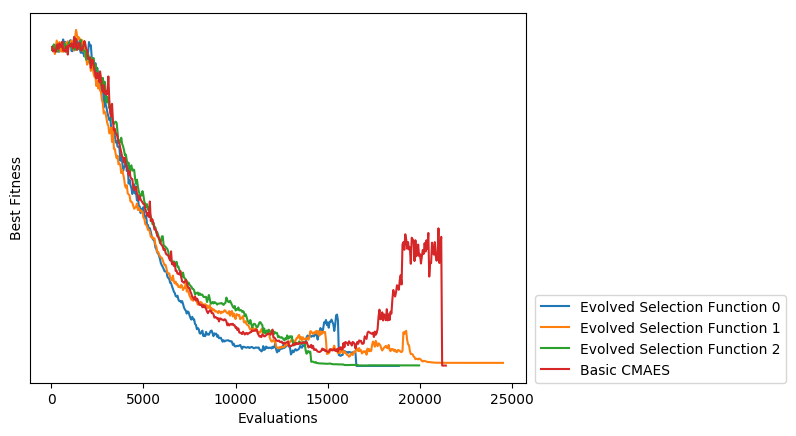 Best Fitness
0 5000 10000 15000 20000 25000
Evaluations
Evolved Selection Function 0
Evolved Selection Function 1
Evolved Selection Function 2
Basic CMAES